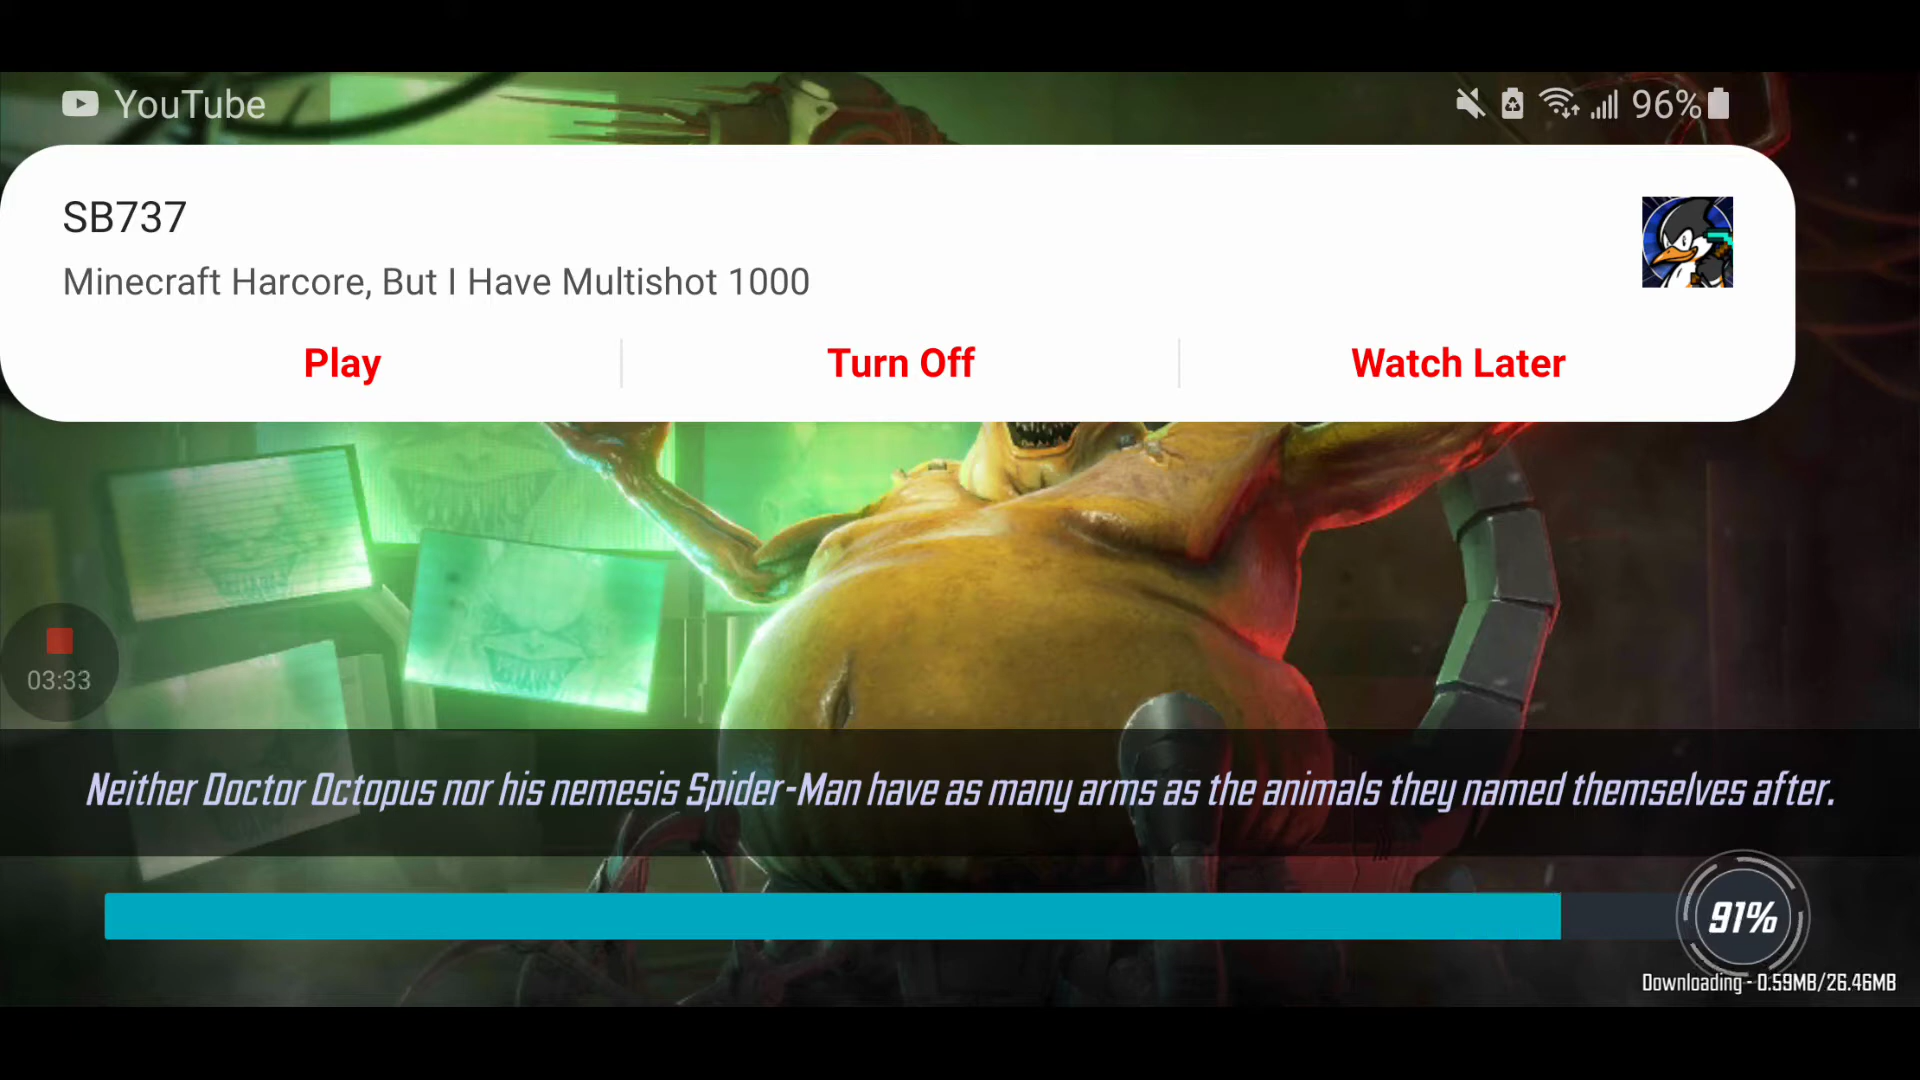 YouTube
96%
SB737
Minecraft Harcore, But I Have Multishot 1000
Play
Turn Off
Watch Later
03:33
Neither Doctor Octopus nor his nemesis Spider-Man have as many arms as the animals they named themselves after.
91%
Downloading - 0.59MB/26.46MB